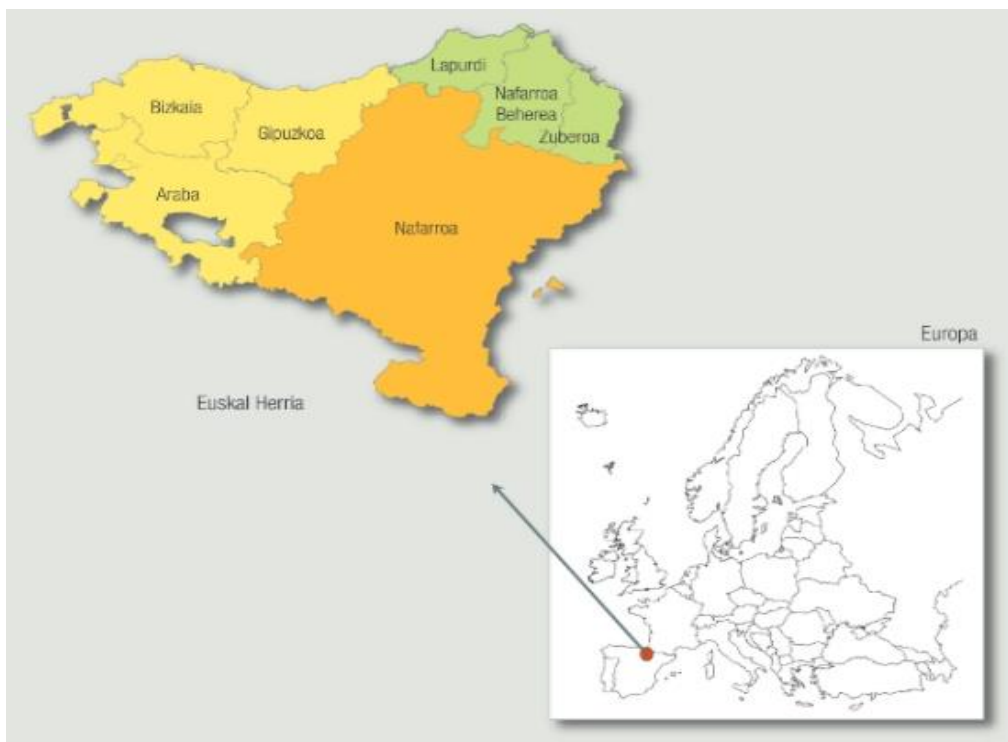 Lapurdi
Bizkaia
Nafarroa
Beherea
Gipuzkoa
Zuberoa
Araba
Nafarroa
Europa
Euskal Herria